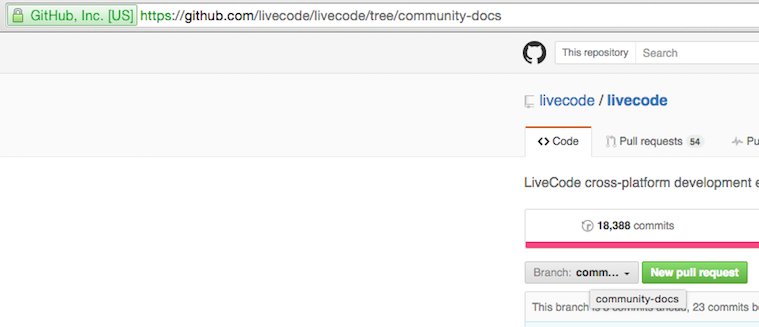 GitHub, Inc. [US] https://github.com/livecode/livecode/tree/community-docs
This repository Search
livecode / livecode
Code Pull requests 54 Pu
LiveCode cross-platform development e
18,388 commits
Branch: comm... New pull request
community-docs
This branch is 3 commits ahead, 23 commits b